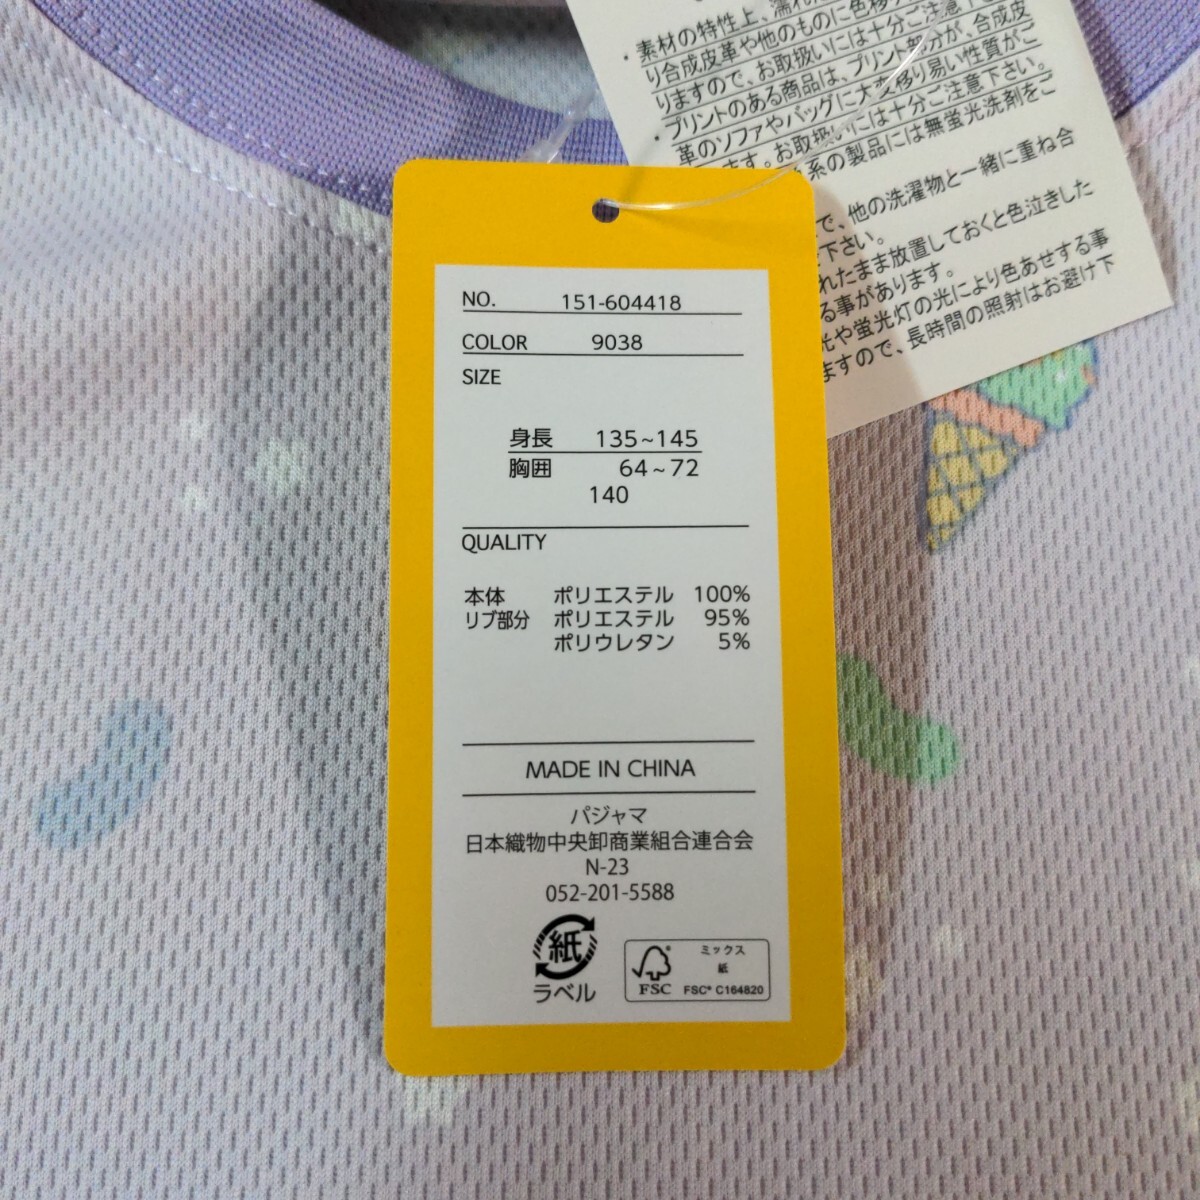 ・素材の特性上、濡れた
り合成皮革や他のものに色移り
りますので、お取扱いには十分ご注意下さ
・プリントのある商品は、プリント部分が、合成皮
革のソファやバッグに大変移り易い性質がご
ます。お取扱いには十分ご注意下さい。
系の製品には無蛍光洗剤をご
で、他の洗濯物と一緒に重ね合
下さい。
れたまま放置しておくと色泣きした
る事があります。
光や蛍光灯の光により色あせする事
ますので、長時間の照射はお避け下
NO. 151-604418
COLOR 9038
SIZE
身長 135~145
胸囲 64~72
140
QUALITY
本体 ポリエステル 100%
リブ部分 ポリエステル 95%
ポリウレタン 5%
MADE IN CHINA
パジャマ
日本織物中央卸商業組合連合会
N-23
052-201-5588
紙
ラベル
FSC
ミックス
紙
FSC® C164820